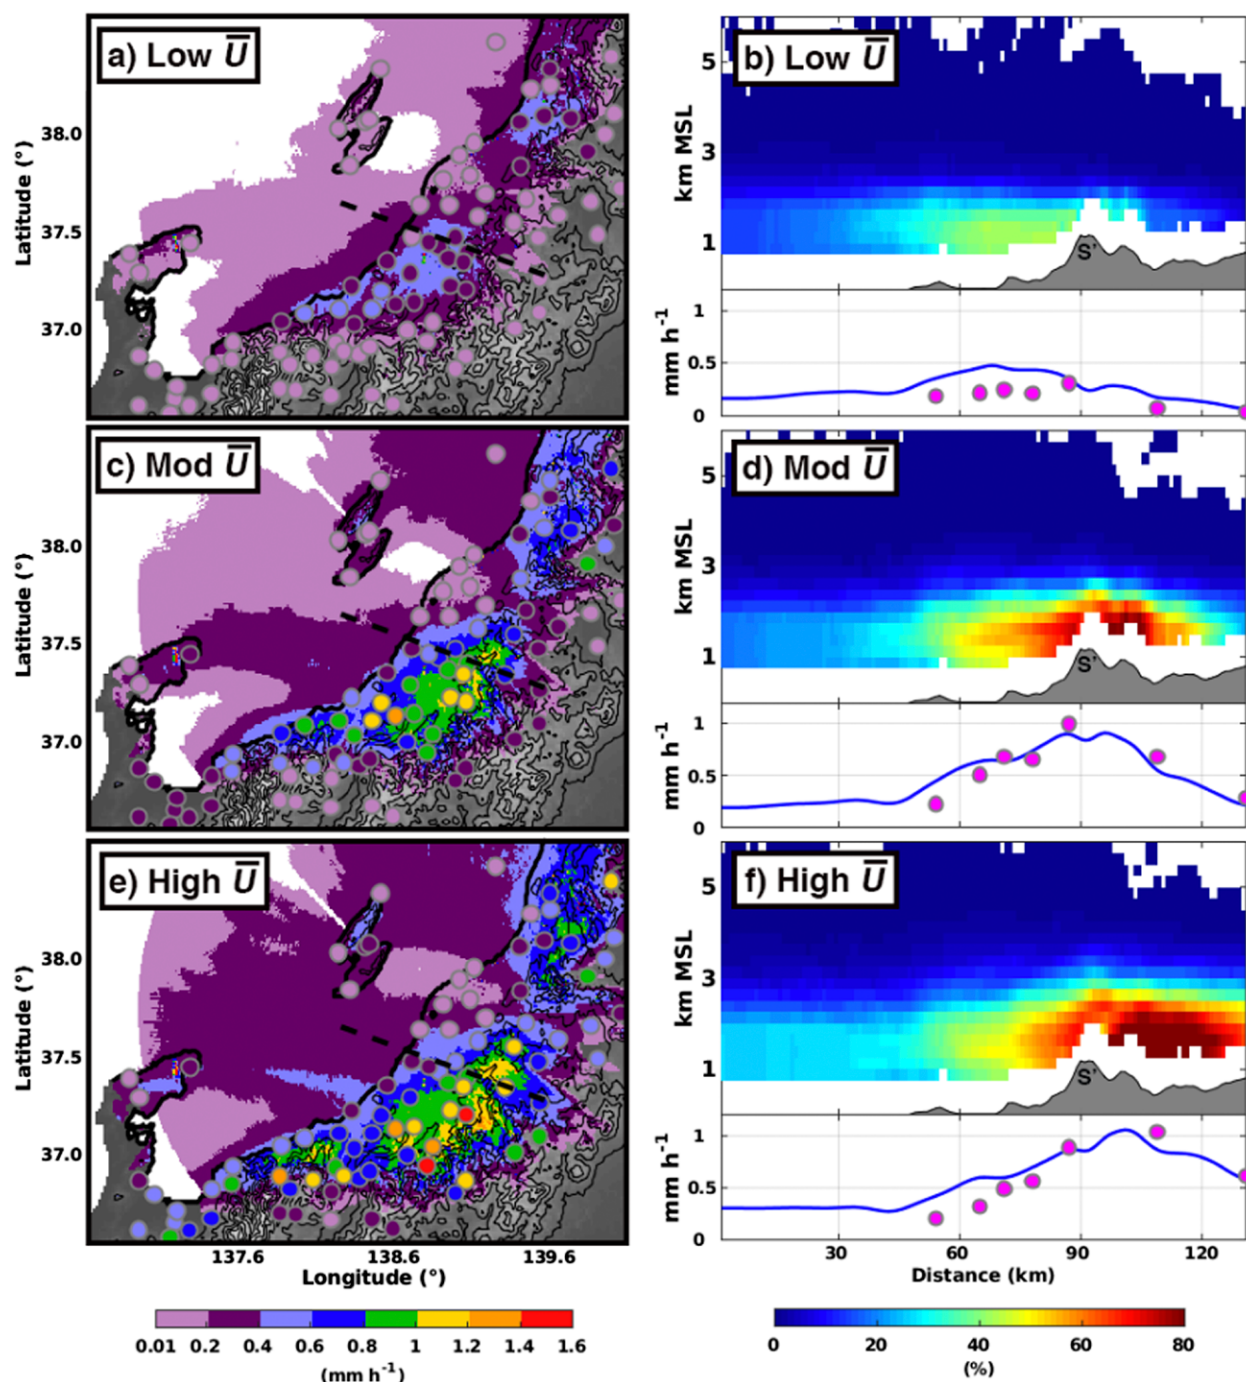 a) Low U̅
b) Low U̅
Latitude (°)
38.0
37.5
37.0
km MSL
5
3
1
S'
mm h⁻¹
1
0.5
0
c) Mod U̅
d) Mod U̅
Latitude (°)
38.0
37.5
37.0
km MSL
5
3
1
S'
mm h⁻¹
1
0.5
0
e) High U̅
f) High U̅
Latitude (°)
38.0
37.5
37.0
km MSL
5
3
1
S'
mm h⁻¹
1
0.5
0
137.6 138.6 139.6
Longitude (°)
30 60 90 120
Distance (km)
0.01 0.2 0.4 0.6 0.8 1 1.2 1.4 1.6
(mm h⁻¹)
0 20 40 60 80
(%)